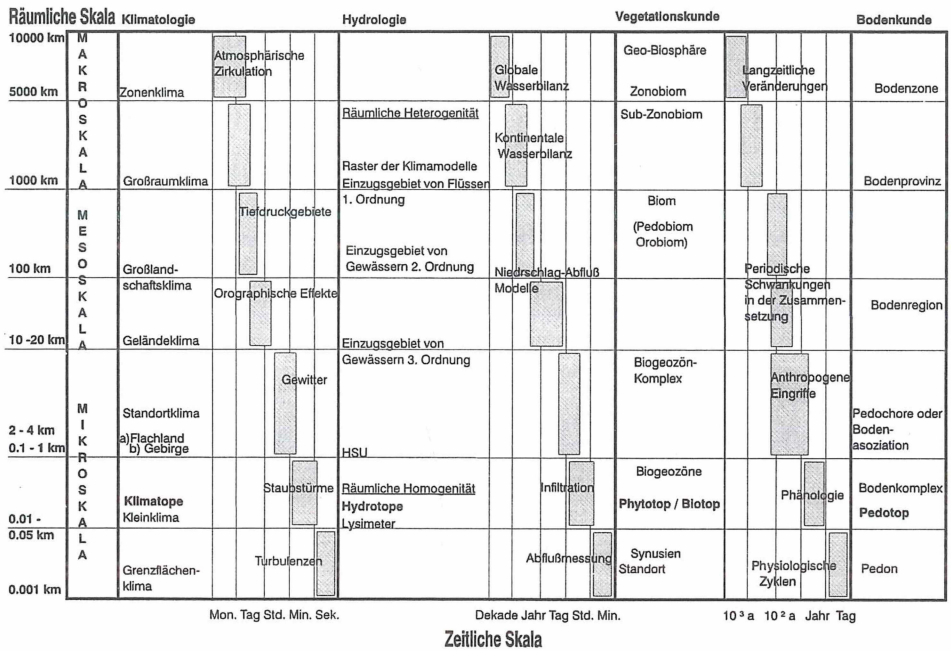 Räumliche Skala Klimatologie Hydrologie Vegetationskunde Bodenkunde
10000 km
5000 km
1000 km
100 km
10 -20 km
2 - 4 km
0.1 - 1 km
0.01 -
0.05 km
0.001 km
MAKROSKALA
MESOSKALA
MIKROSKALA
Zonenklima
Großraumklima
Großland-
schaftsklima
Geländeklima
Standortklima
a)Flachland
b) Gebirge
Klimatope
Kleinklima
Grenzflächen-
klima
Atmosphärische
Zirkulation
Tiefdruckgebiete
Orographische Effekte
Gewitter
Staubstürme
Turbulenzen
Räumliche Heterogenität
Raster der Klimamodelle
Einzugsgebiet von Flüssen
1. Ordnung
Einzugsgebiet von
Gewässern 2. Ordnung
Einzugsgebiet von
Gewässern 3. Ordnung
HSU
Räumliche Homogenität
Hydrotope
Lysimeter
Globale
Wasserbilanz
Kontinentale
Wasserbilanz
Niedrschlag-Abfluß
Modelle
Infiltration
Abflußmessung
Geo-Biosphäre
Zonobiom
Sub-Zonobiom
Biom
(Pedobiom
Orobiom)
Biogeozön-
Komplex
Biogeozöne
Phytotop / Biotop
Synusien
Standort
Langzeitliche
Veränderungen
Periodische
Schwankungen
in der Zusammen-
setzung
Anthropogene
Eingriffe
Phänologie
Physiologische
Zyklen
Bodenzone
Bodenprovinz
Bodenregion
Pedochore oder
Boden-
asoziation
Bodenkomplex
Pedotop
Pedon
Mon. Tag Std. Min. Sek. Dekade Jahr Tag Std. Min. 10³ a 10² a Jahr Tag
Zeitliche Skala